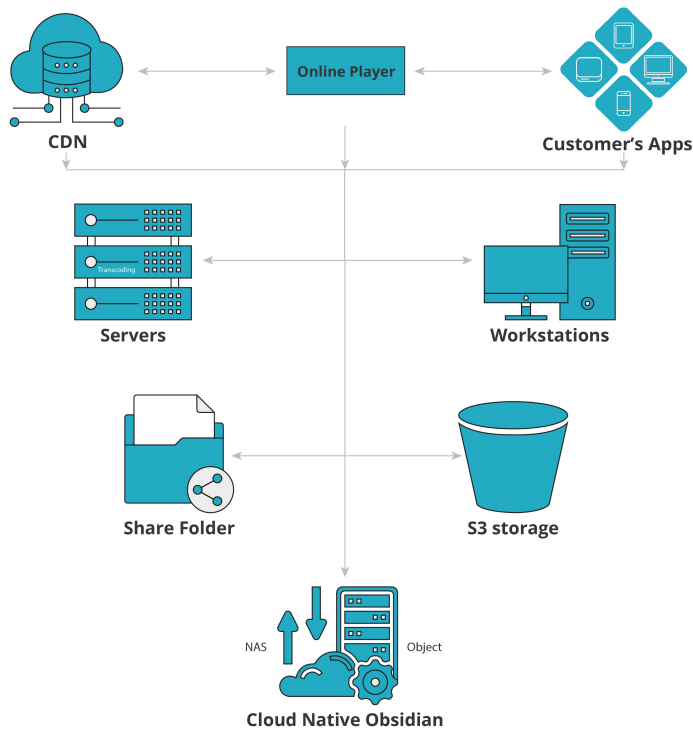 Online Player
CDN
Customer's Apps
Transcoding
Servers
Workstations
Share Folder
S3 storage
NAS
Object
Cloud Native Obsidian